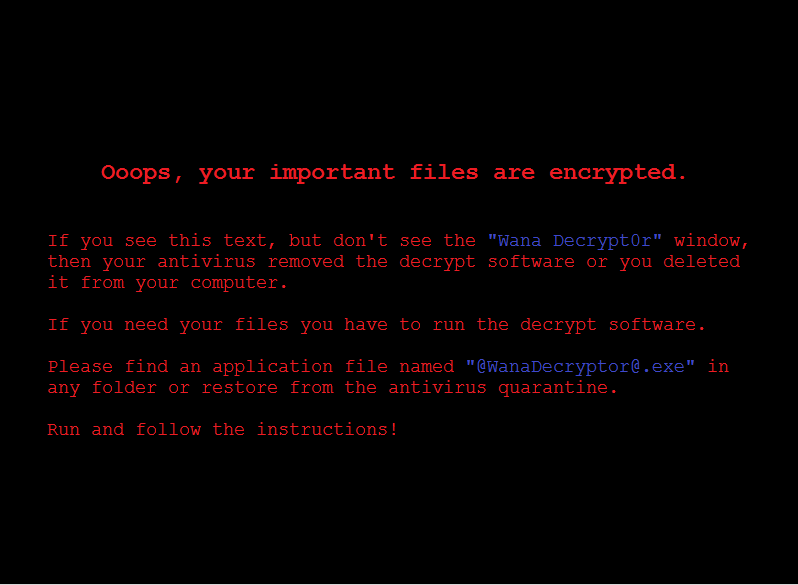 Ooops, your important files are encrypted.
If you see this text, but don't see the "Wana Decrypt0r" window,
then your antivirus removed the decrypt software or you deleted
it from your computer.
If you need your files you have to run the decrypt software.
Please find an application file named "@WanaDecryptor@.exe" in
any folder or restore from the antivirus quarantine.
Run and follow the instructions!